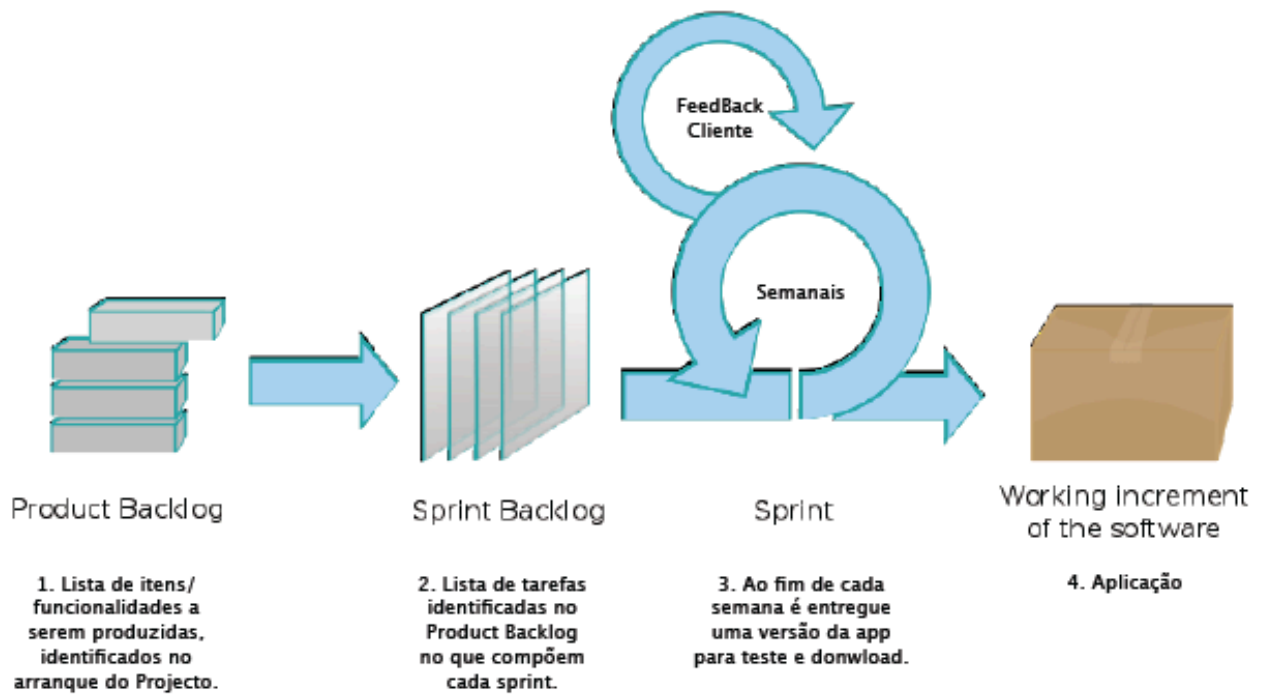 FeedBack
Cliente
Semanais
Product Backlog
Sprint Backlog
Sprint
Working increment
of the software
1. Lista de itens/
funcionalidades a
serem produzidas,
identificados no
arranque do Projecto.
2. Lista de tarefas
identificadas no
Product Backlog
no que compõem
cada sprint.
3. Ao fim de cada
semana é entregue
uma versão da app
para teste e donwload.
4. Aplicação